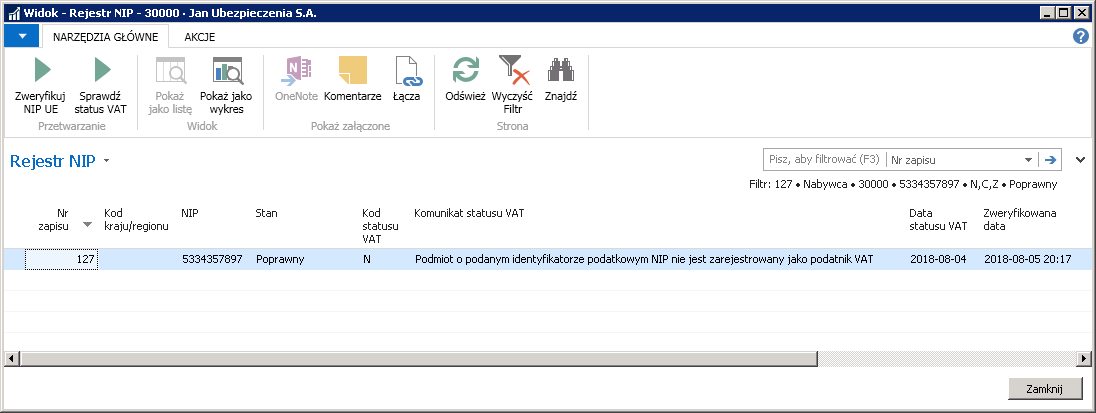 Widok - Rejestr NIP - 30000 · Jan Ubezpieczenia S.A.
NARZĘDZIA GŁÓWNE AKCJE
Zweryfikuj NIP UE
Sprawdź status VAT
Pokaż jako listę
Pokaż jako wykres
OneNote
Komentarze
Łącza
Odśwież
Wyczyść Filtr
Znajdź
Przetwarzanie Widok Pokaż załączone Strona
Rejestr NIP
Pisz, aby filtrować (F3) Nr zapisu
Filtr: 127 • Nabywca • 30000 • 5334357897 • N,C,Z • Poprawny
Nr zapisu
Kod kraju/regionu
NIP
Stan
Kod statusu VAT
Komunikat statusu VAT
Data statusu VAT
Zweryfikowana data
127 5334357897 Poprawny N Podmiot o podanym identyfikatorze podatkowym NIP nie jest zarejestrowany jako podatnik VAT 2018-08-04 2018-08-05 20:17
Zamknij